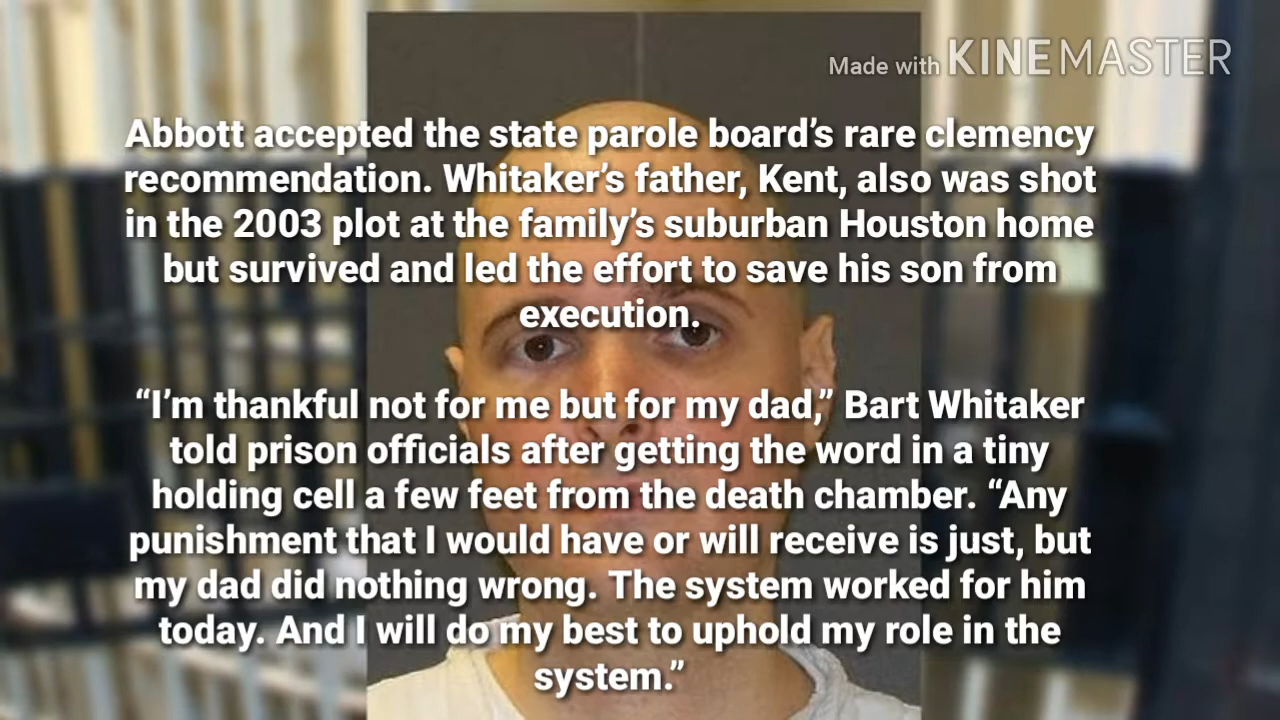 Made with KINEMASTER
Abbott accepted the state parole board’s rare clemency
recommendation. Whitaker’s father, Kent, also was shot
in the 2003 plot at the family’s suburban Houston home
but survived and led the effort to save his son from
execution.
“I’m thankful not for me but for my dad,” Bart Whitaker
told prison officials after getting the word in a tiny
holding cell a few feet from the death chamber. “Any
punishment that I would have or will receive is just, but
my dad did nothing wrong. The system worked for him
today. And I will do my best to uphold my role in the
system.”